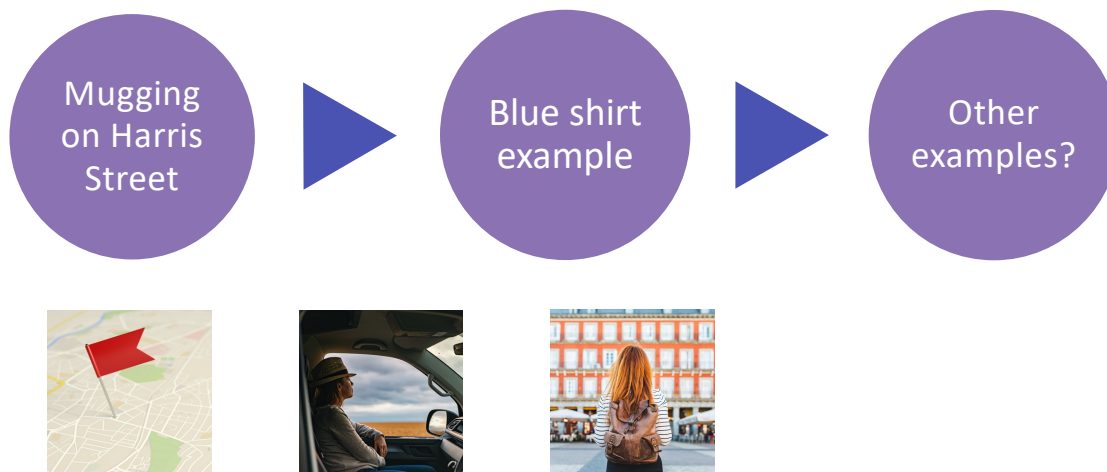 Mugging
on Harris
Street
Blue shirt
example
Other
examples?